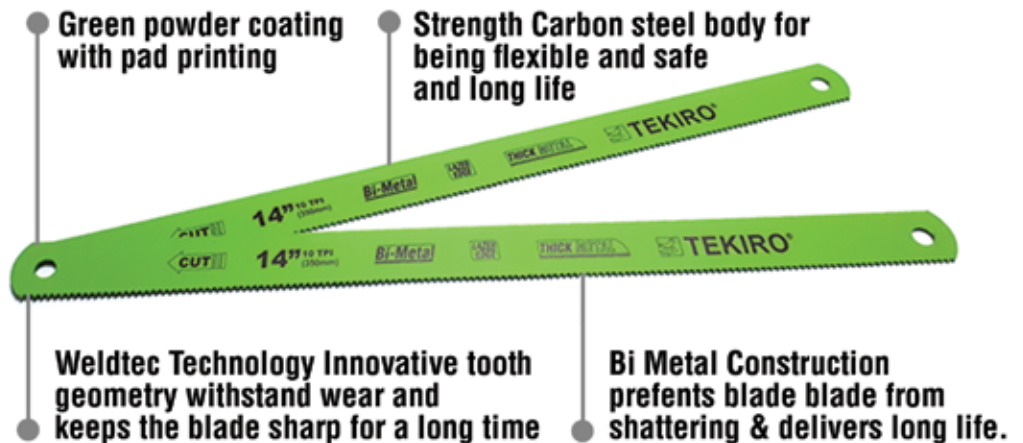 Green powder coating
with pad printing
Strength Carbon steel body for
being flexible and safe
and long life
CUT
14” 10 TPI
(350mm)
Bi-Metal
THICK METAL
TEKIRO®
CUT
14” 10 TPI
(350mm)
Bi-Metal
THICK METAL
TEKIRO®
Weldtec Technology Innovative tooth
geometry withstand wear and
keeps the blade sharp for a long time
Bi Metal Construction
prefents blade blade from
shattering & delivers long life.